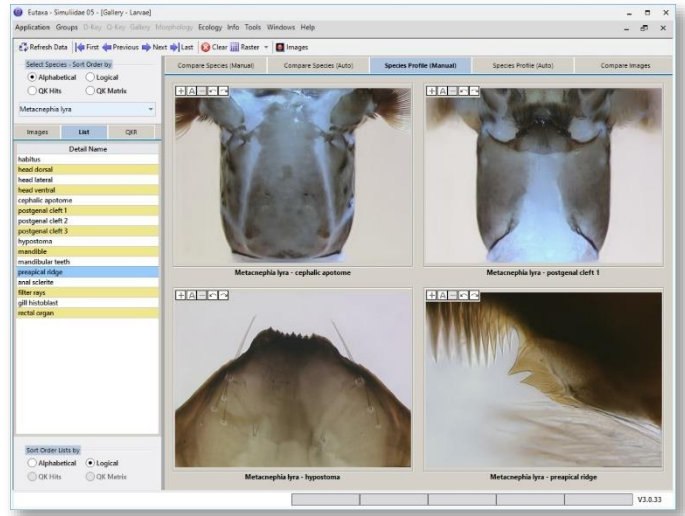 Eutaxa - Simuliidae 05 - [Gallery - Larvae]
Application Groups D-Key Q-Key Gallery Morphology Ecology Info Tools Windows Help
Refresh Data First Previous Next Last Clear Raster Images
Select Species - Sort Order by
Alphabetical Logical
QK Hits QK Metrix
Metacnephia lyra
Images List QKR
Detail Name
habitus
head dorsal
head lateral
head ventral
cephalic apotome
postgenal cleft 1
postgenal cleft 2
postgenal cleft 3
hypostoma
mandible
mandibular teeth
preapical ridge
anal sclerite
filter rays
gill histoblast
rectal organ
Sort Order Lists by
Alphabetical Logical
QK Hits QK Metrix
Compare Species (Manual) Compare Species (Auto) Species Profile (Manual) Species Profile (Auto) Compare Images
A A
Metacnephia lyra - cephalic apotome Metacnephia lyra - postgenal cleft 1
A A
Metacnephia lyra - hypostoma Metacnephia lyra - preapical ridge
V3.0.33